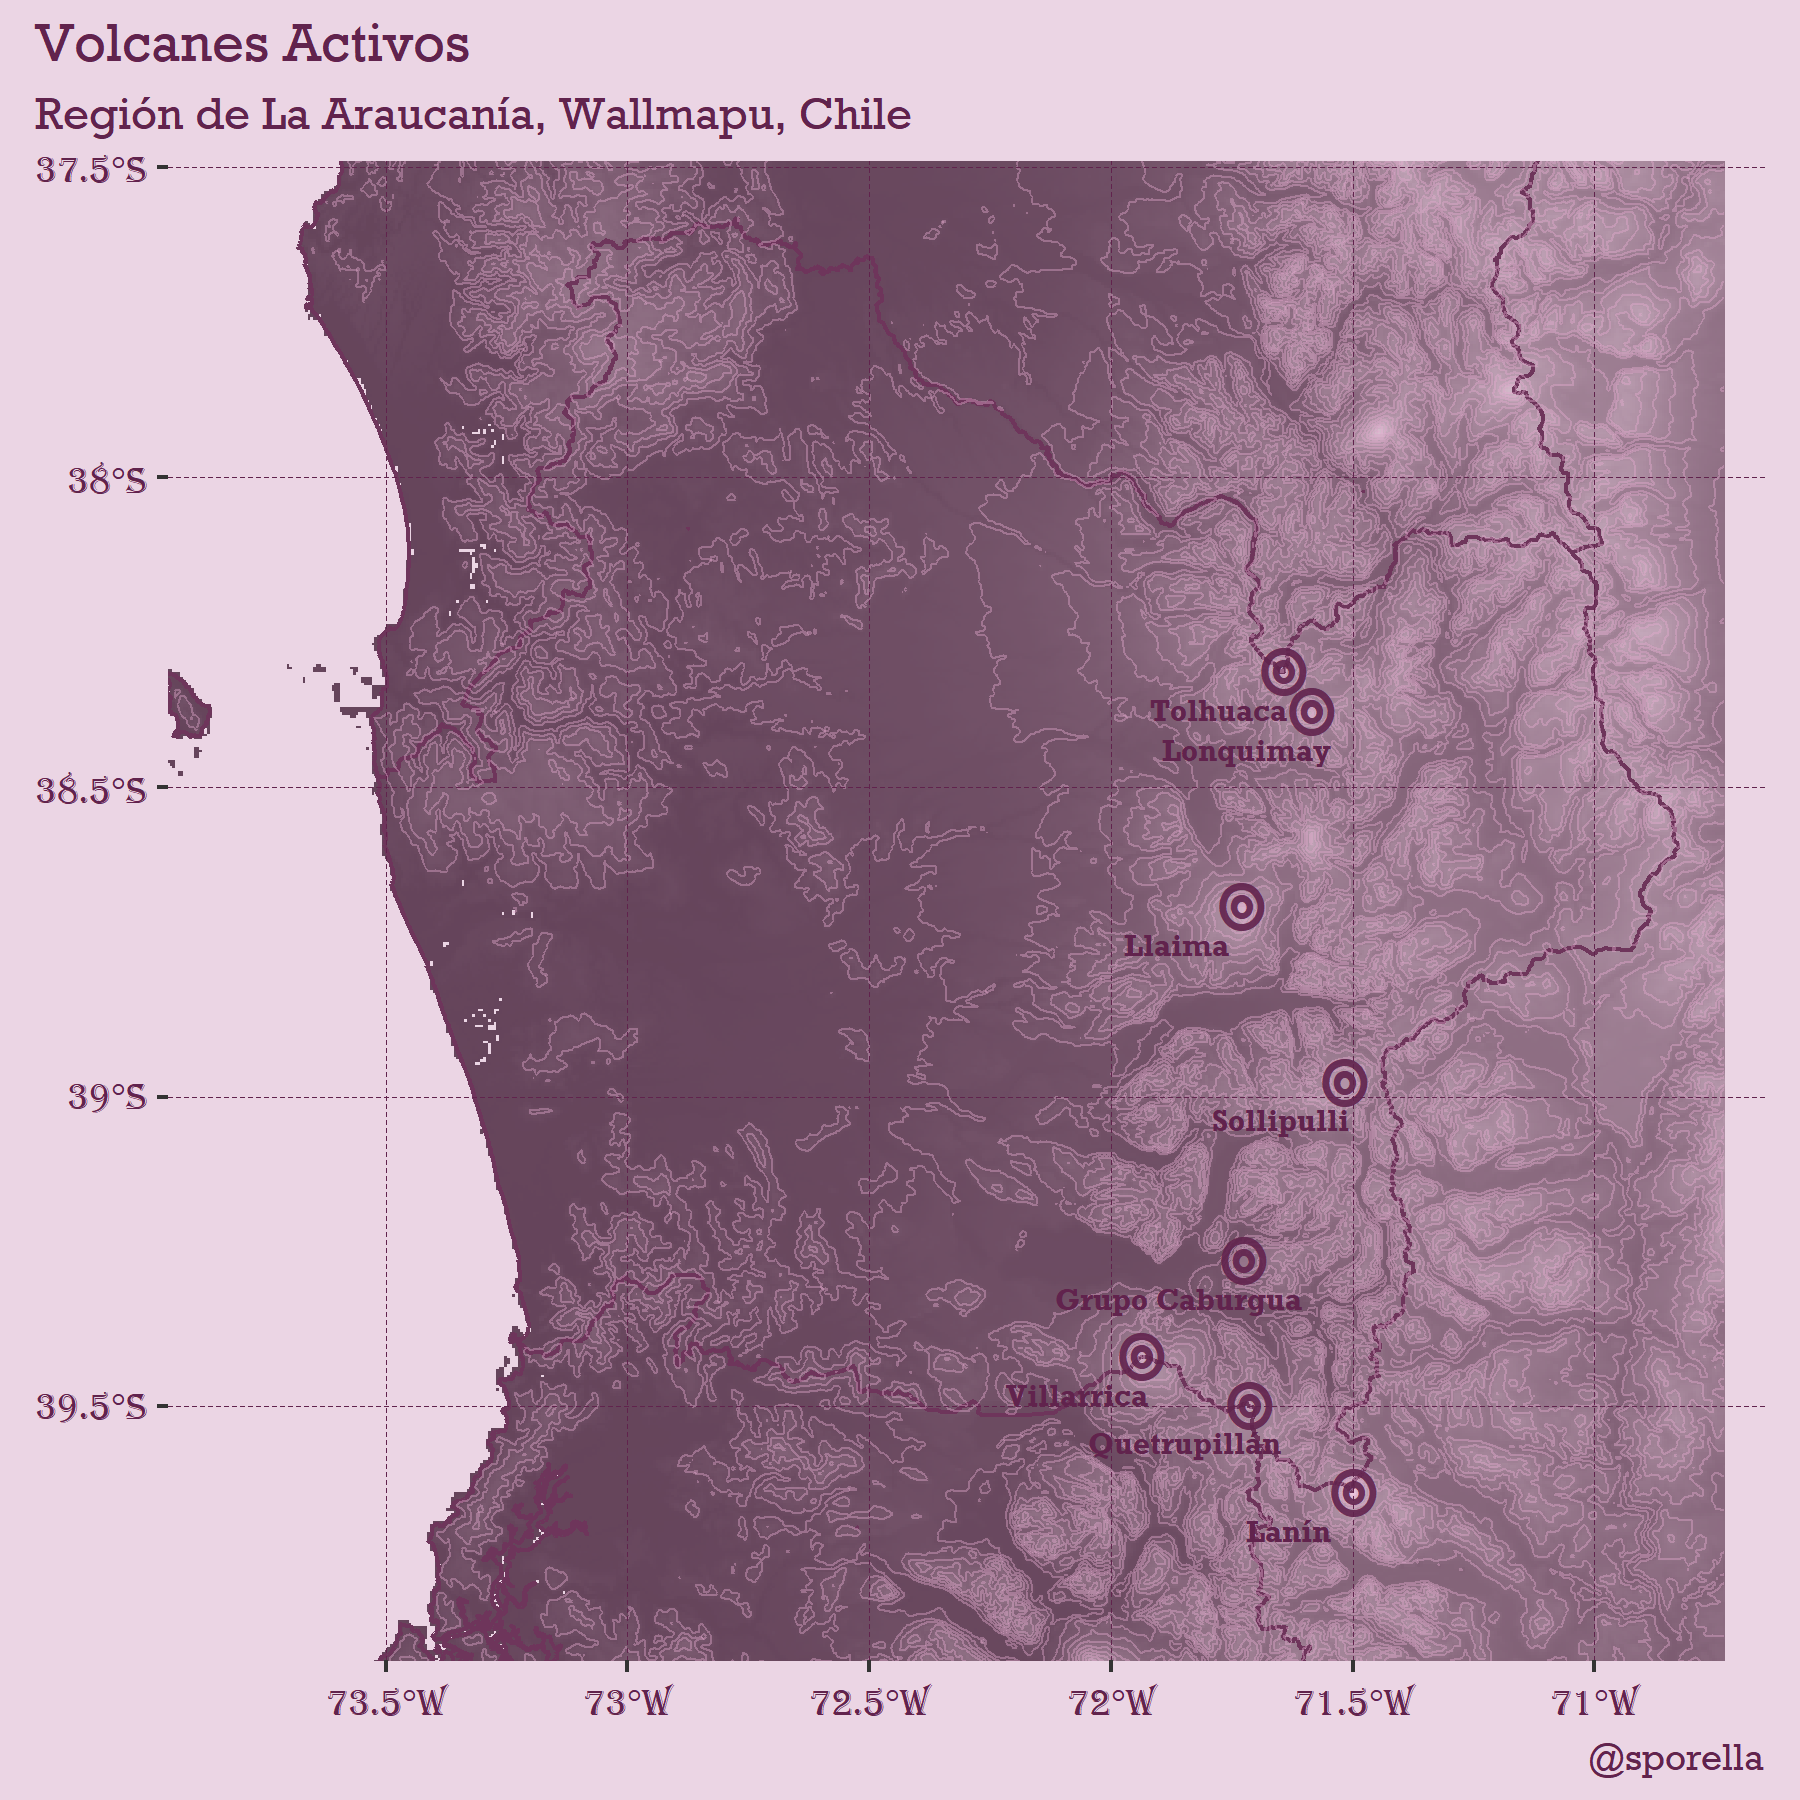 Volcanes Activos
Región de La Araucanía, Wallmapu, Chile
37.5°S
38°S
Tolhuaca
Lonquimay
38.5°S
Llaima
39°S
Sollipulli
Grupo Caburgua
Villarrica
39.5°S
Quetrupillán
Lanín
73.5°W 73°W 72.5°W 72°W 71.5°W 71°W
@sporella